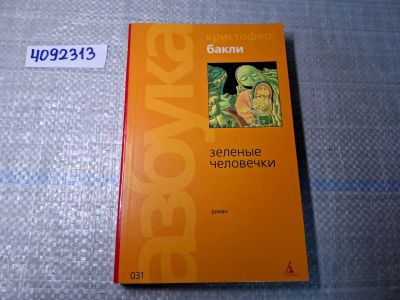 4092313
азбука
кристофер
бакли
зеленые
человечки
роман
031